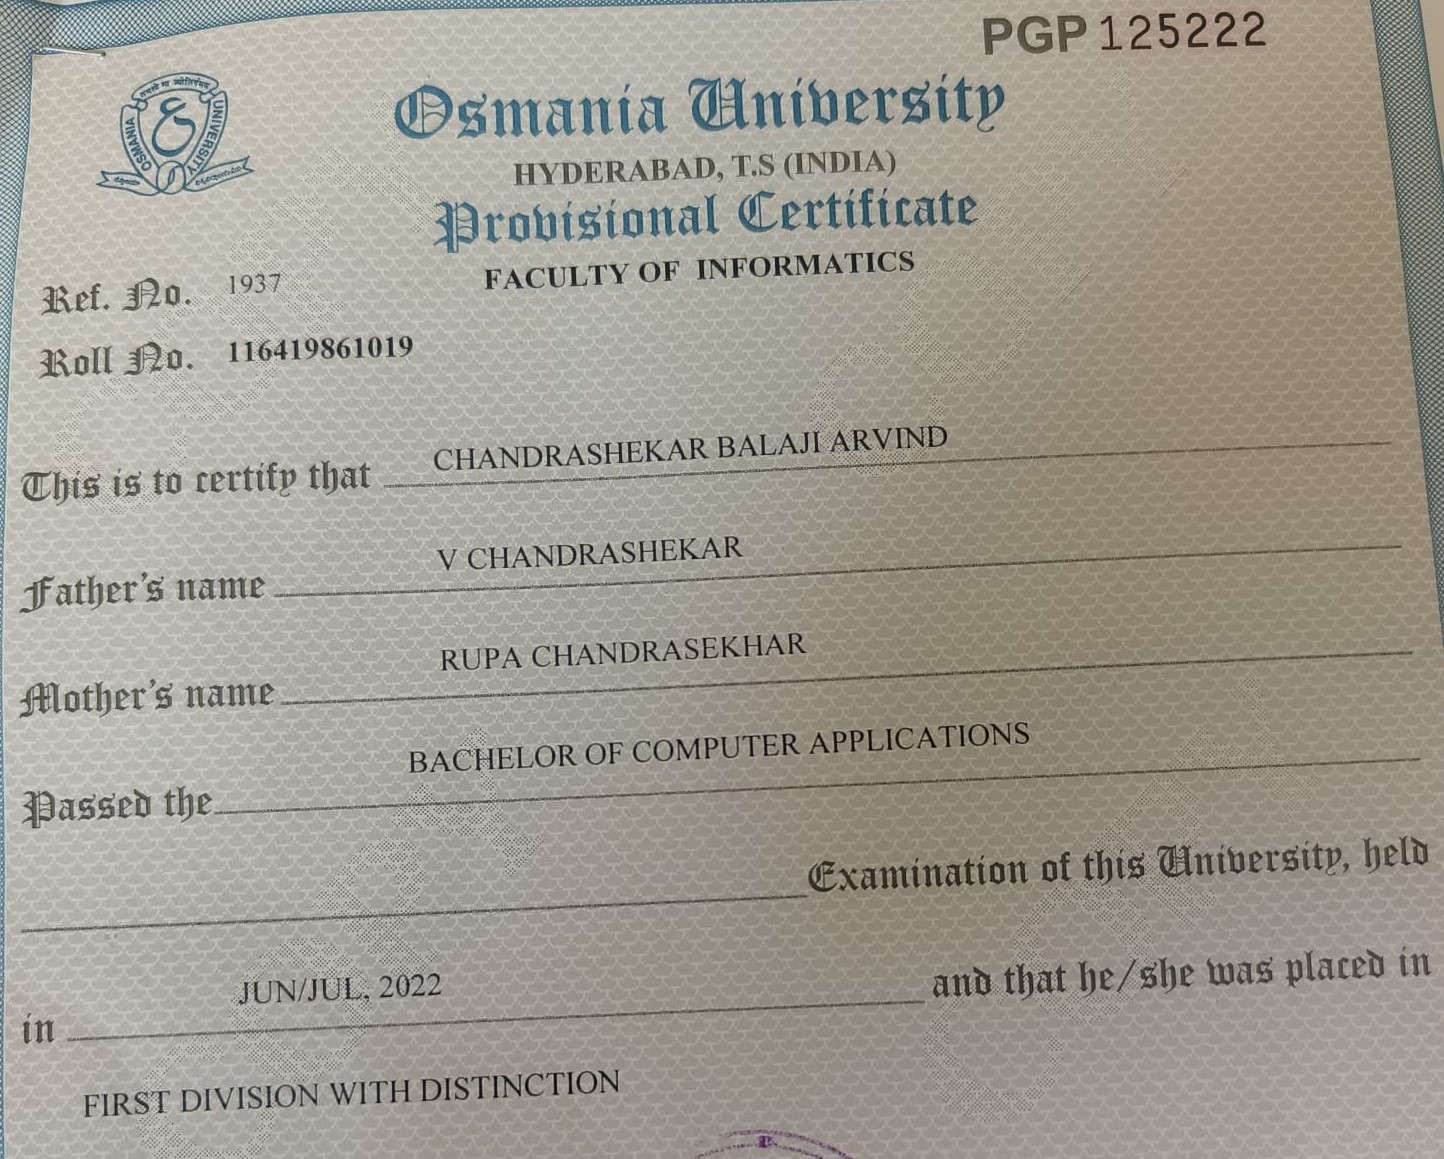 PGP 125222
OSMANIA UNIVERSITY
Osmania University
HYDERABAD, T.S (INDIA)
Provisional Certificate
FACULTY OF INFORMATICS
Ref. No. 1937
Roll No. 116419861019
This is to certify that CHANDRASHEKAR BALAJI ARVIND
Father's name V CHANDRASHEKAR
Mother's name RUPA CHANDRASEKHAR
Passed the BACHELOR OF COMPUTER APPLICATIONS
Examination of this University, held
in JUN/JUL, 2022 and that he/she was placed in
FIRST DIVISION WITH DISTINCTION